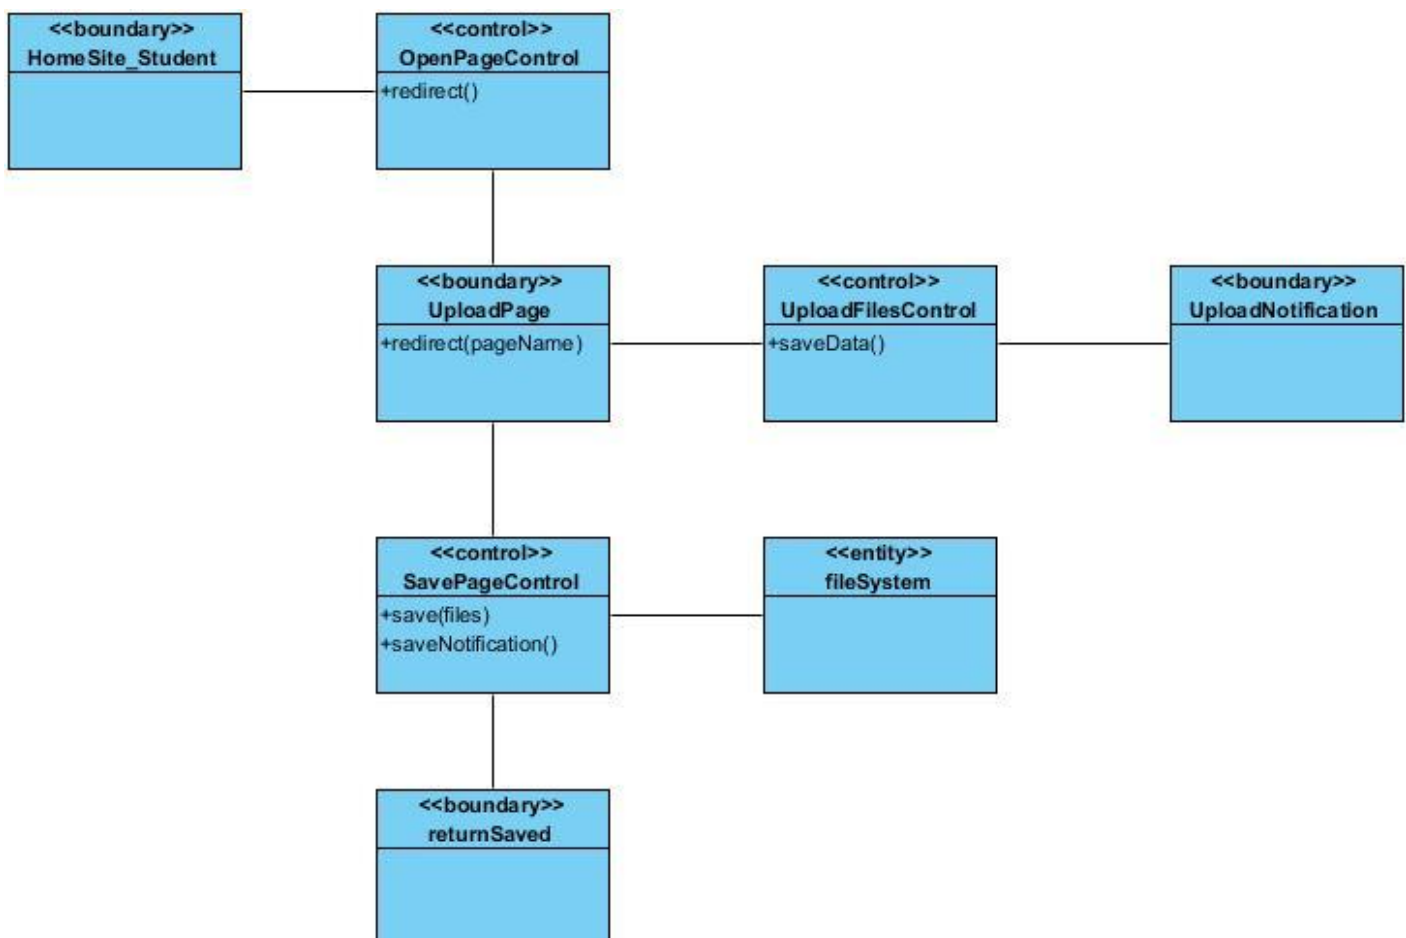 <<boundary>>
HomeSite_Student
<<control>>
OpenPageControl
+redirect()
<<boundary>>
UploadPage
+redirect(pageName)
<<control>>
UploadFilesControl
+saveData()
<<boundary>>
UploadNotification
<<control>>
SavePageControl
+save(files)
+saveNotification()
<<entity>>
fileSystem
<<boundary>>
returnSaved